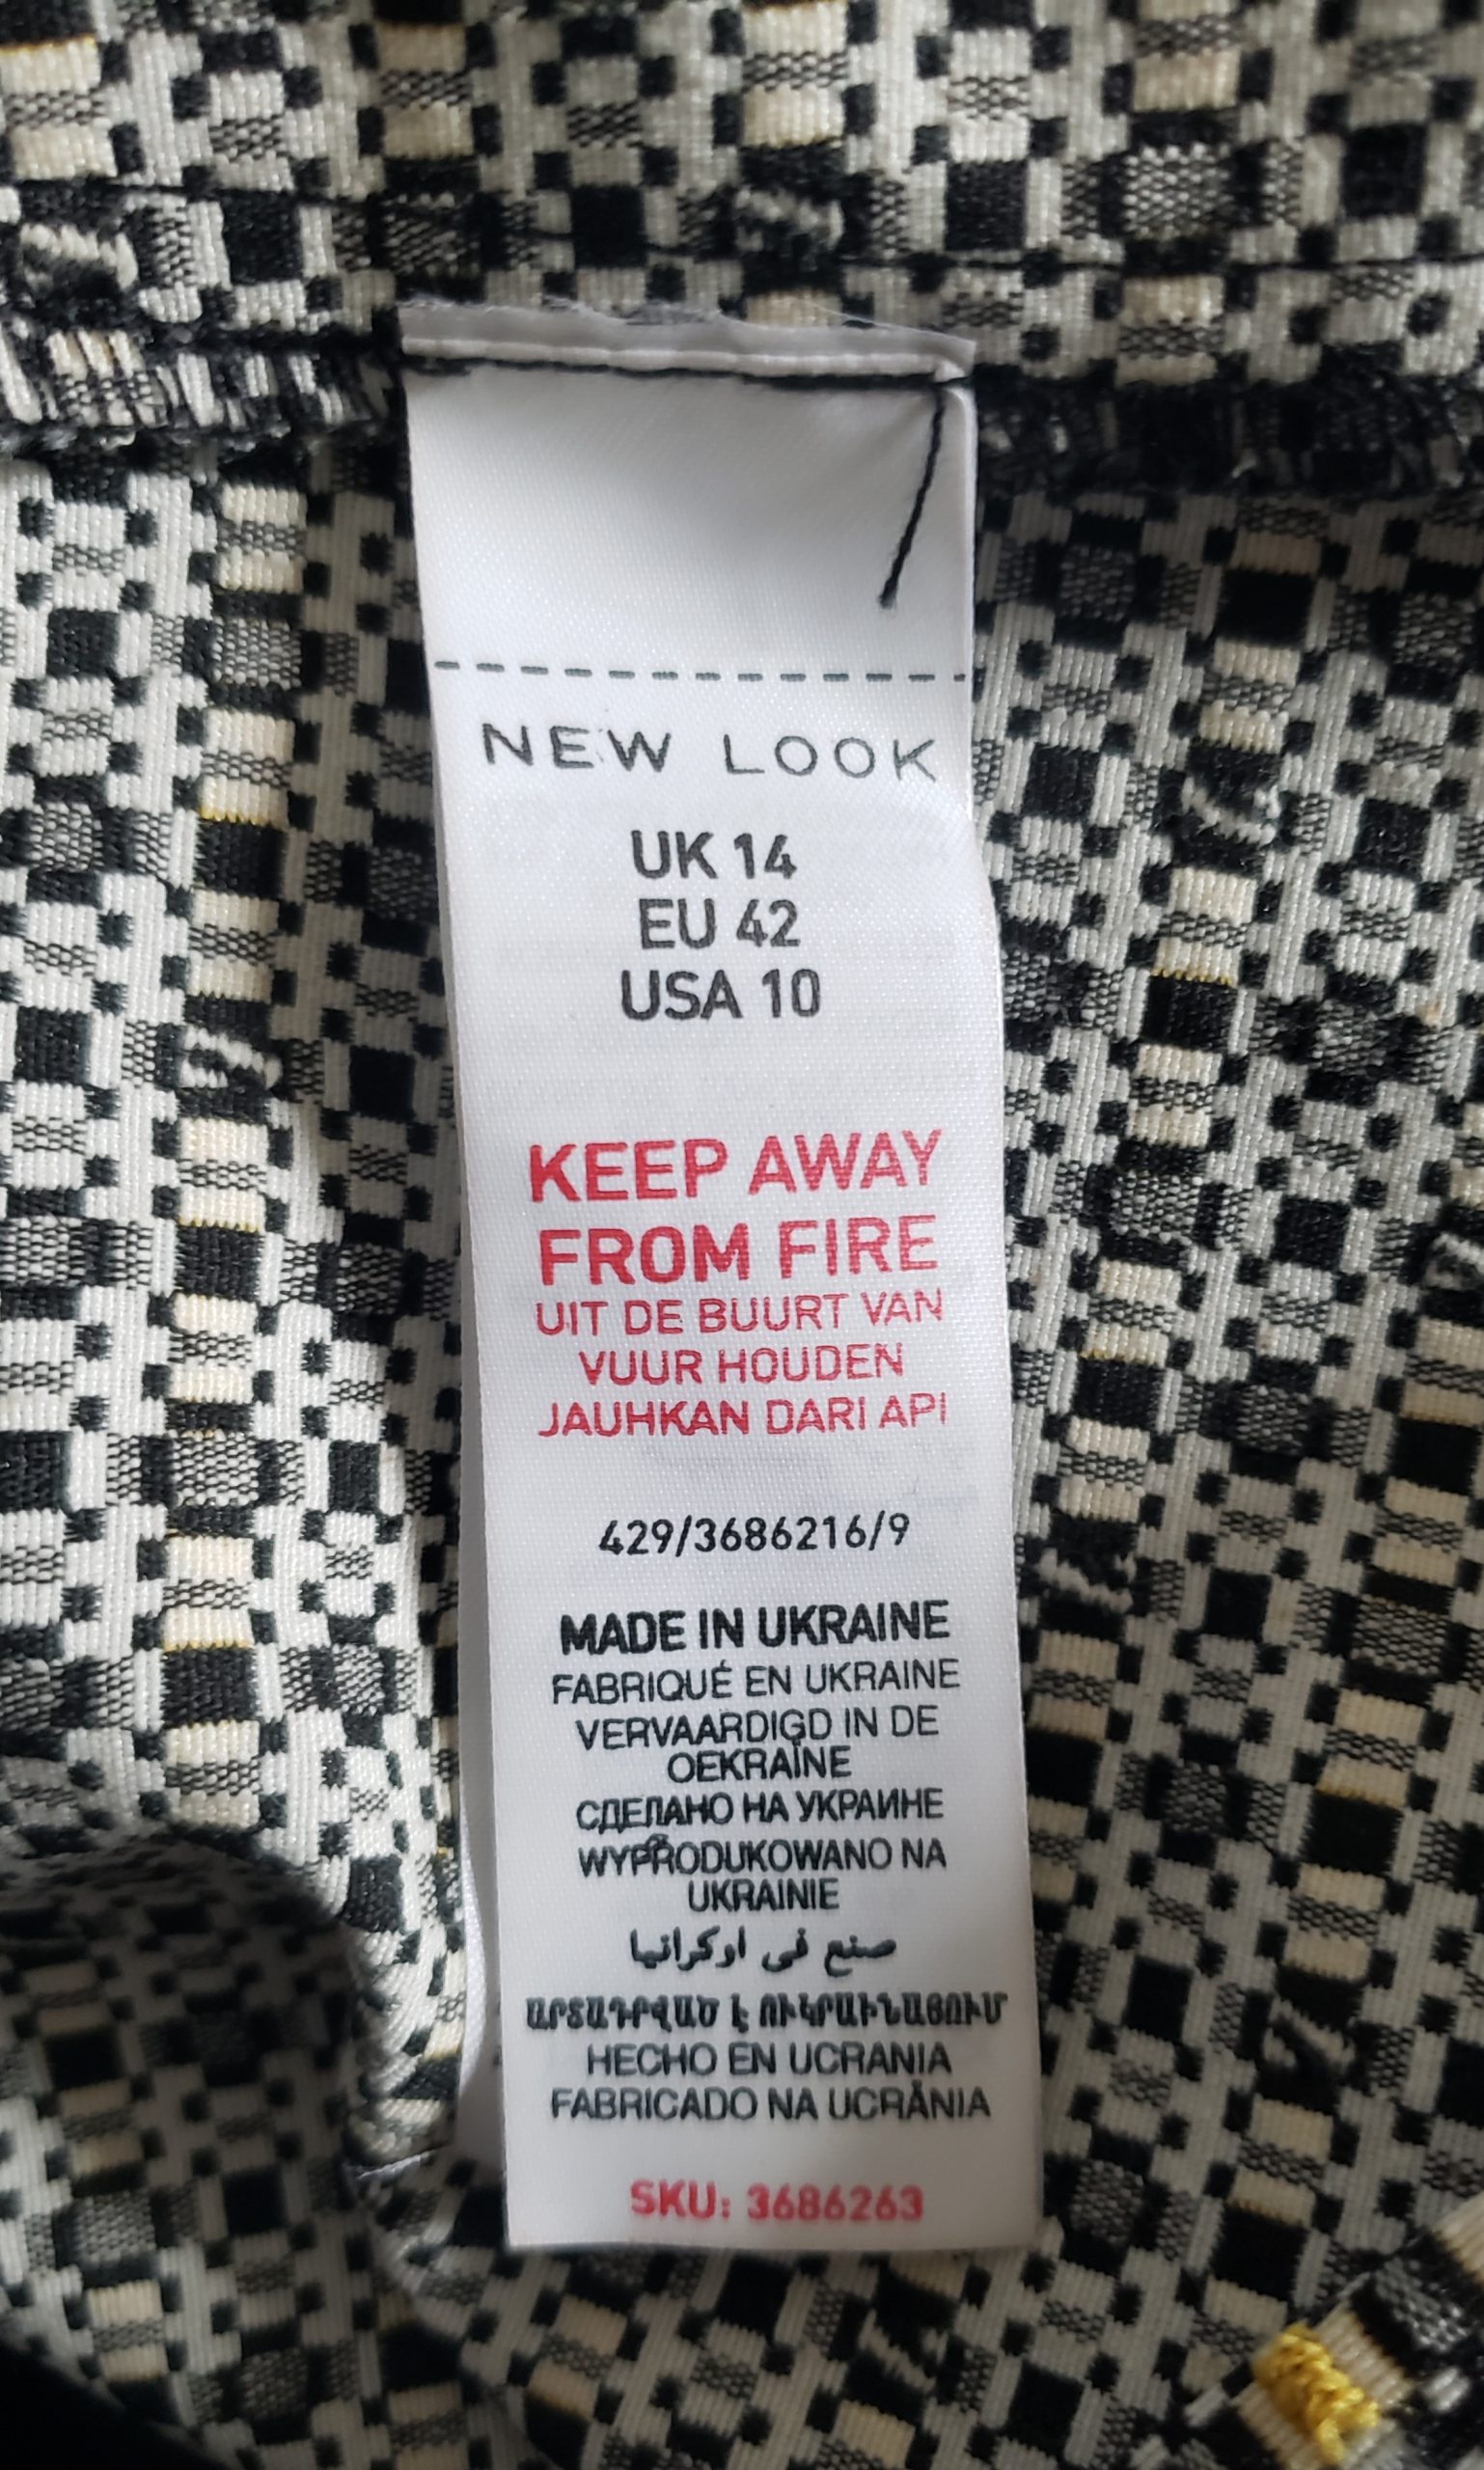 NEW LOOK
UK 14
EU 42
USA 10
KEEP AWAY
FROM FIRE
UIT DE BUURT VAN
VUUR HOUDEN
JAUHKAN DARI API
429/3686216/9
MADE IN UKRAINE
FABRIQUÉ EN UKRAINE
VERVAARDIGD IN DE
OEKRAÏNE
СДЕЛАНО НА УКРАИНЕ
WYPRODUKOWANO NA
UKRAINIE
صنع في اوكرانيا
ԱՐՏԱԴՐՎԱԾ Է ՈՒԿՐԱԻՆԱՅՈՒՄ
HECHO EN UCRANIA
FABRICADO NA UCRÂNIA
SKU: 3686263